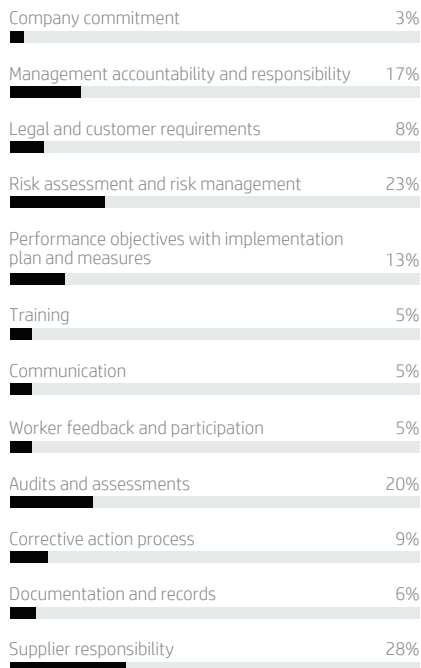 Company commitment 3%
Management accountability and responsibility 17%
Legal and customer requirements 8%
Risk assessment and risk management 23%
Performance objectives with implementation
plan and measures 13%
Training 5%
Communication 5%
Worker feedback and participation 5%
Audits and assessments 20%
Corrective action process 9%
Documentation and records 6%
Supplier responsibility 28%